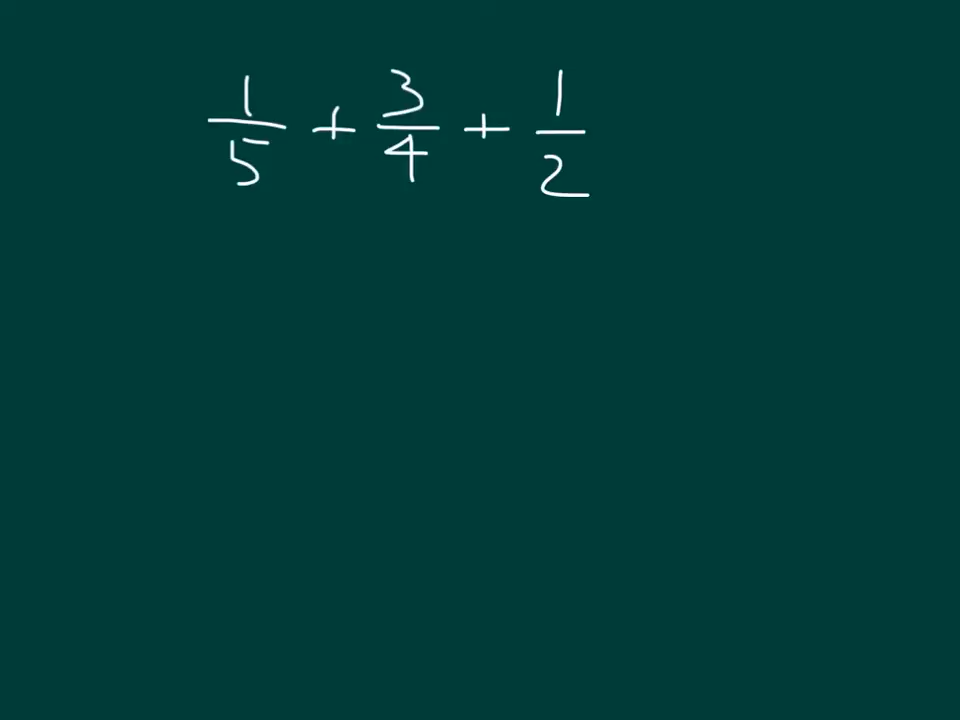 1/5 + 3/4 + 1/2